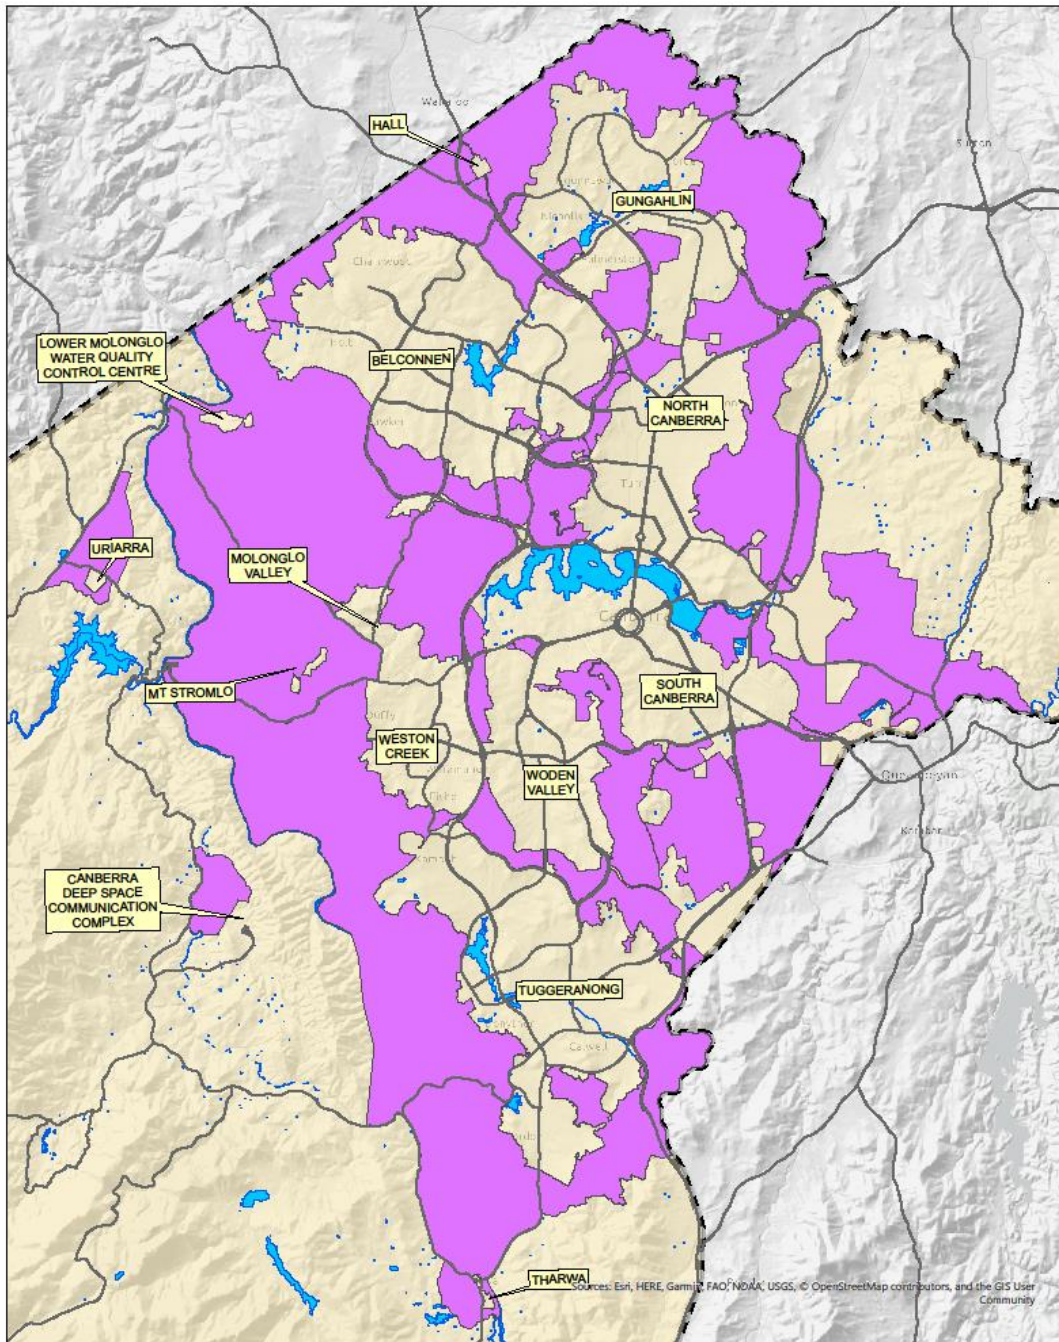 HALL
GUNGAHLIN
Nicholls
LOWER MOLONGLO
WATER QUALITY
CONTROL CENTRE
BELCONNEN
NORTH
CANBERRA
URIARRA
MOLONGLO
VALLEY
MT STROMLO
SOUTH
CANBERRA
WESTON
CREEK
WODEN
VALLEY
CANBERRA
DEEP SPACE
COMMUNICATION
COMPLEX
TUGGERANONG
Calwell
THARWA
Sources: Esri, HERE, Garmin, FAO, NOAA, USGS, © OpenStreetMap contributors, and the GIS User
Community